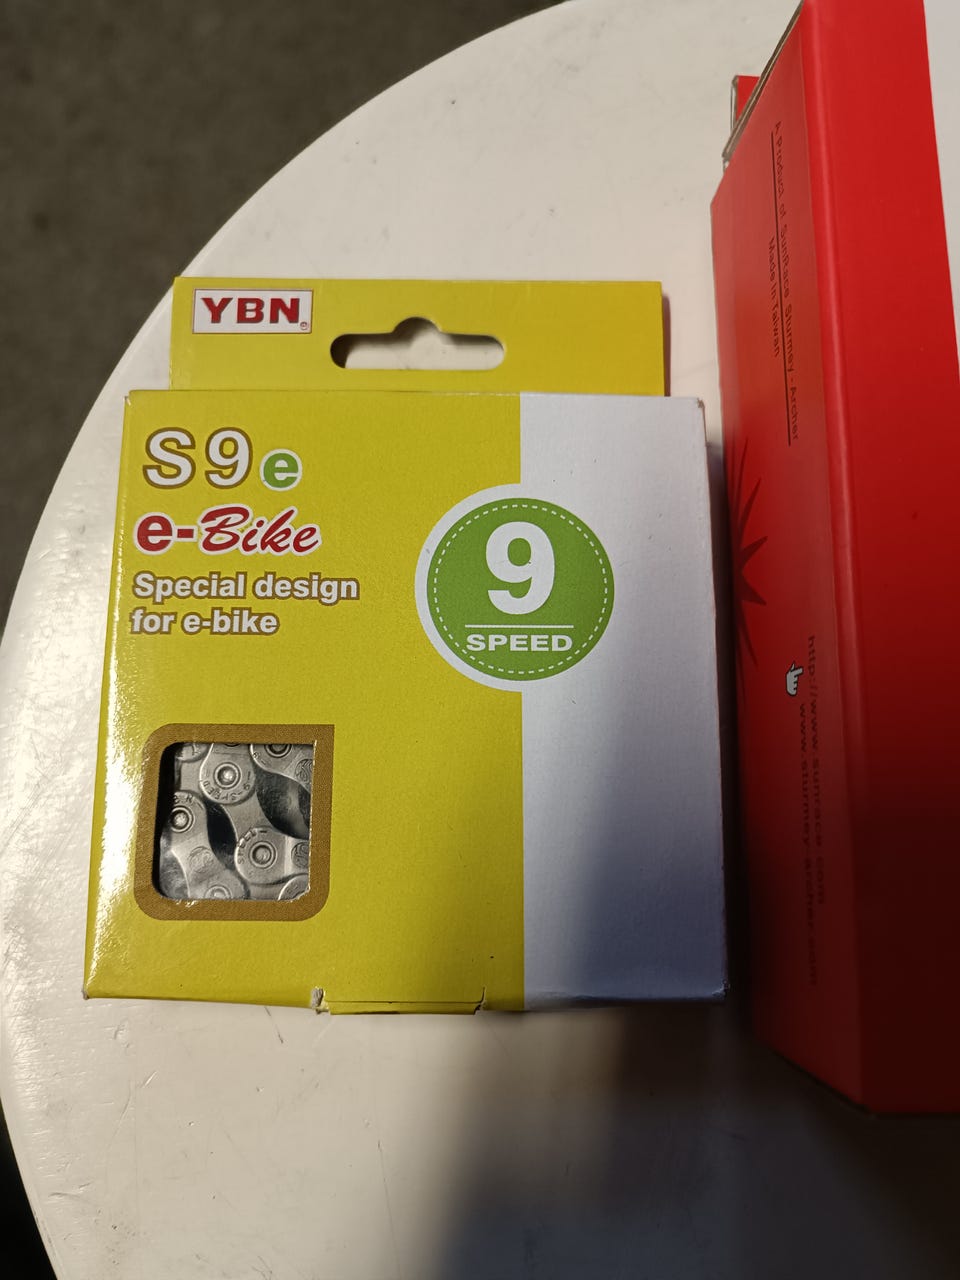 YBN
S9e
e-Bike
Special design
for e-bike
9
SPEED
A Product of SunRace Sturmey-Archer
Made in Taiwan
http://www.sunrace.com
www.sturmey-archer.com